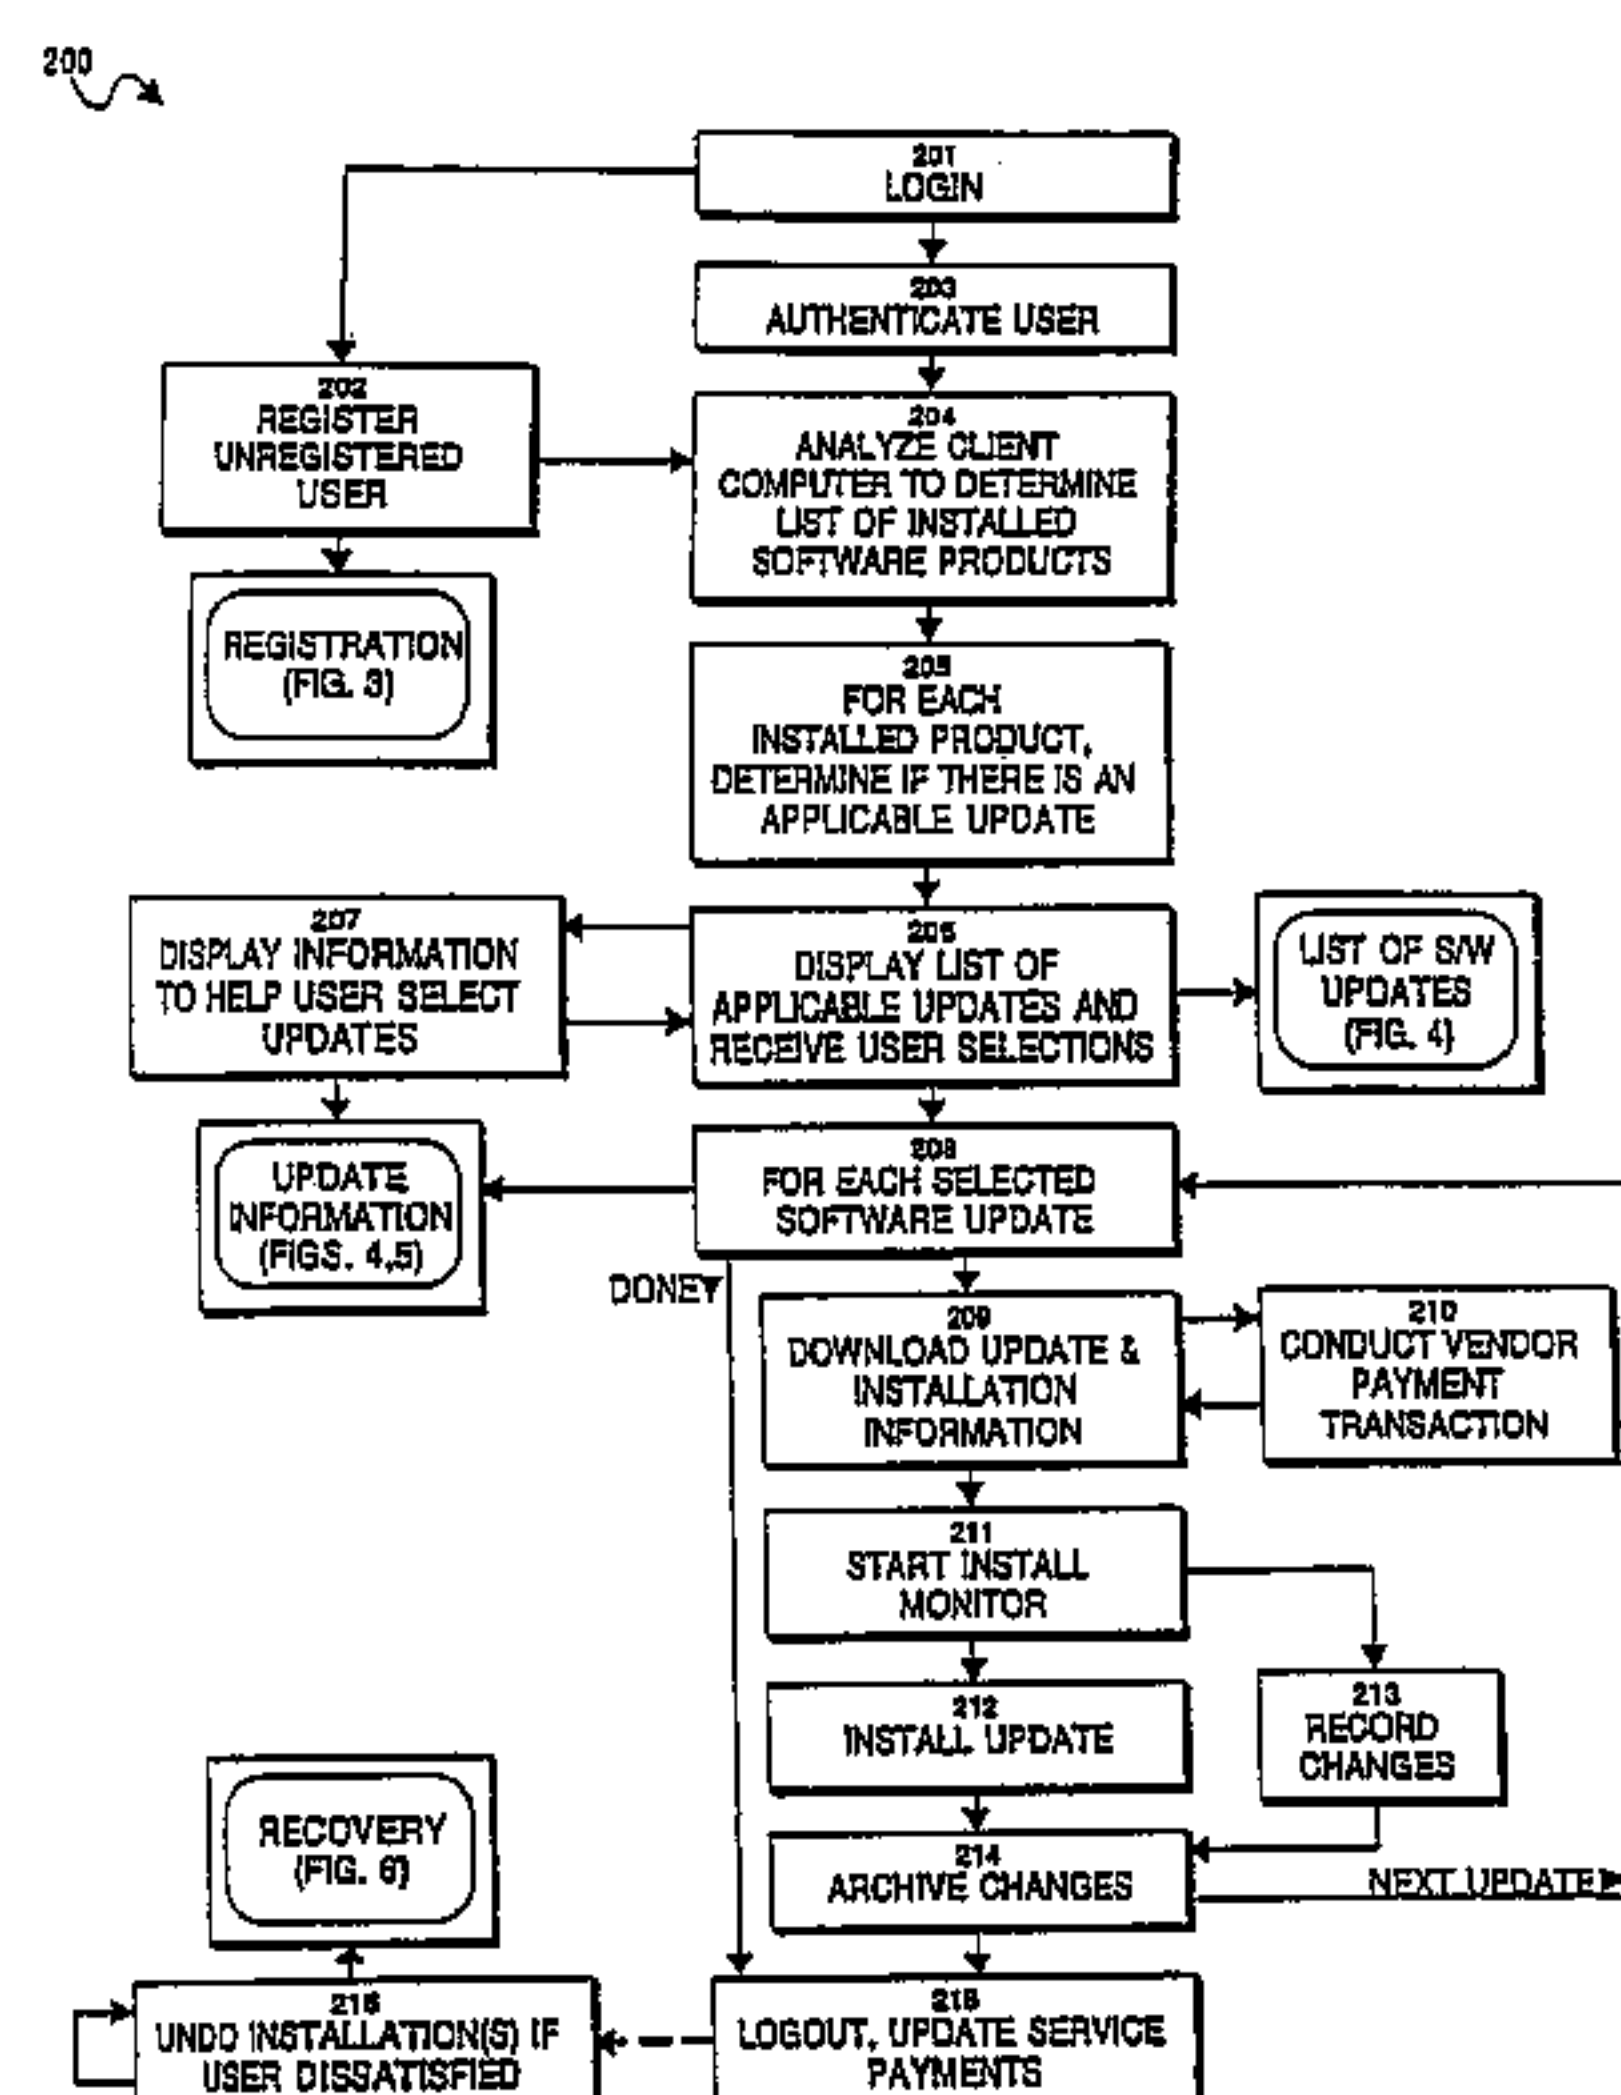 200
201
LOGIN
203
AUTHENTICATE USER
202
REGISTER
UNREGISTERED
USER
204
ANALYZE CLIENT
COMPUTER TO DETERMINE
LIST OF INSTALLED
SOFTWARE PRODUCTS
REGISTRATION
(FIG. 3)
205
FOR EACH
INSTALLED PRODUCT,
DETERMINE IF THERE IS AN
APPLICABLE UPDATE
207
DISPLAY INFORMATION
TO HELP USER SELECT
UPDATES
206
DISPLAY LIST OF
APPLICABLE UPDATES AND
RECEIVE USER SELECTIONS
LIST OF S/W
UPDATES
(FIG. 4)
UPDATE
INFORMATION
(FIGS. 4,5)
208
FOR EACH SELECTED
SOFTWARE UPDATE
DONE
209
DOWNLOAD UPDATE &
INSTALLATION
INFORMATION
210
CONDUCT VENDOR
PAYMENT
TRANSACTION
211
START INSTALL
MONITOR
212
INSTALL UPDATE
213
RECORD
CHANGES
RECOVERY
(FIG. 6)
214
ARCHIVE CHANGES
NEXT UPDATE
216
UNDO INSTALLATION(S) IF
USER DISSATISFIED
215
LOGOUT, UPDATE SERVICE
PAYMENTS